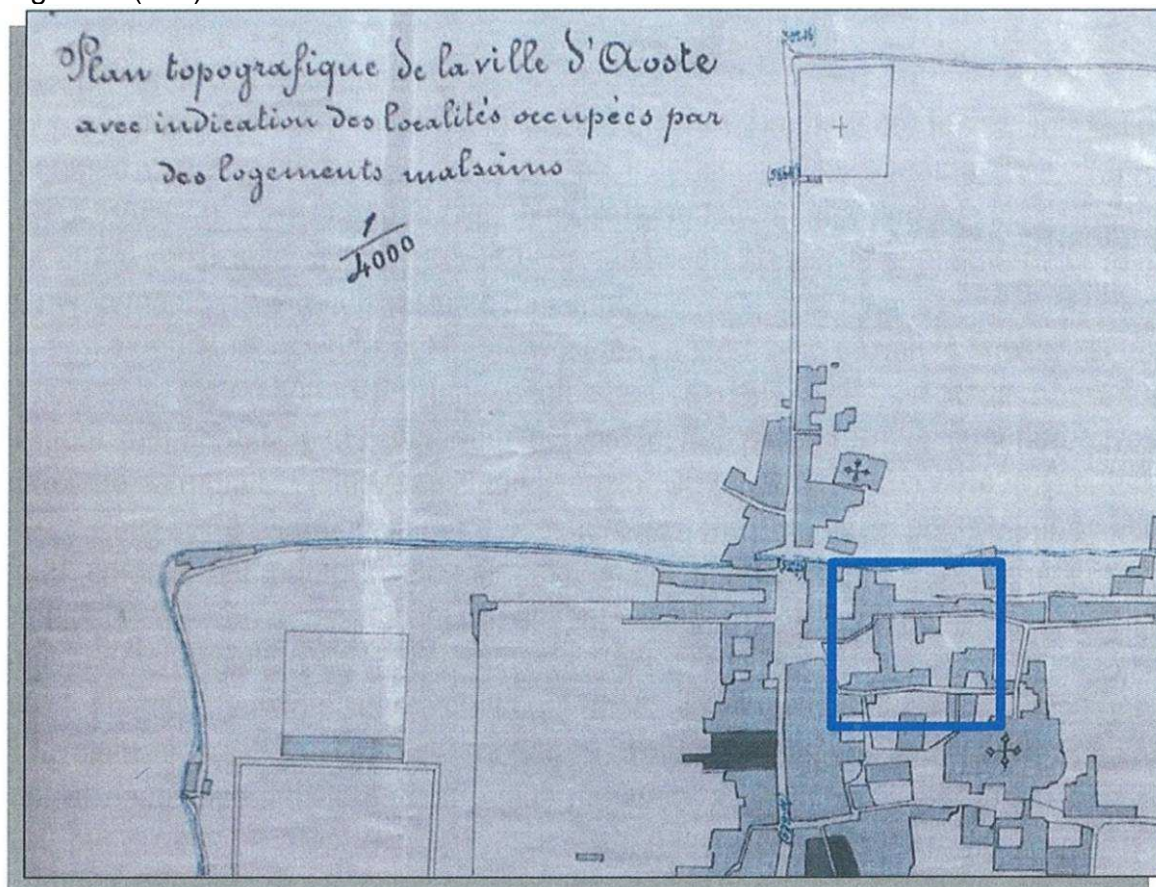 Plan topografique de la ville d'Aoste
avec indication des localités occupées par
des logements malsains
1
4000